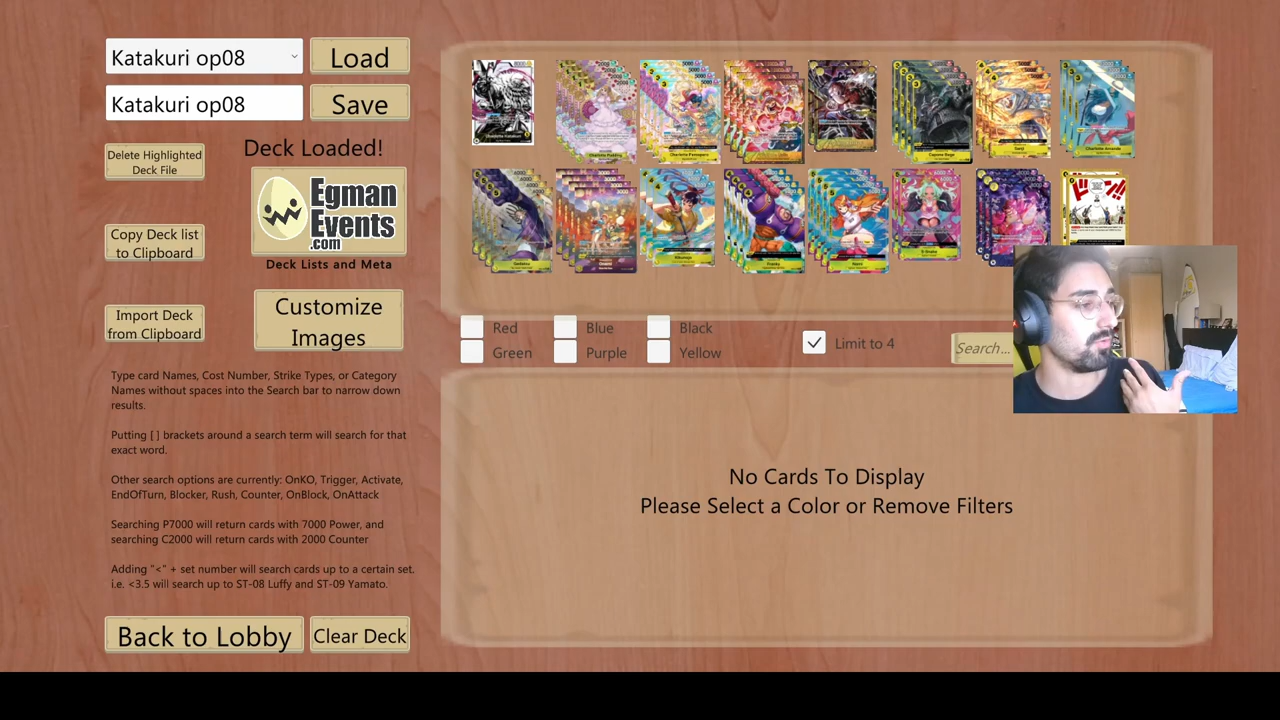 Katakuri op08
Load
Katakuri op08
Save
Deck Loaded!
Delete Highlighted
Deck File
Egman
Events
.com
Deck Lists and Meta
Copy Deck list
to Clipboard
Import Deck
from Clipboard
Customize
Images
Red
Blue
Black
Green
Purple
Yellow
Limit to 4
Search...
Type card Names, Cost Number, Strike Types, or Category
Names without spaces into the Search bar to narrow down
results.
Putting [ ] brackets around a search term will search for that
exact word.
Other search options are currently: OnKO, Trigger, Activate,
EndOfTurn, Blocker, Rush, Counter, OnBlock, OnAttack
Searching P7000 will return cards with 7000 Power, and
searching C2000 will return cards with 2000 Counter
Adding "<" + set number will search cards up to a certain set.
i.e. <3.5 will search up to ST-08 Luffy and ST-09 Yamato.
No Cards To Display
Please Select a Color or Remove Filters
Back to Lobby
Clear Deck